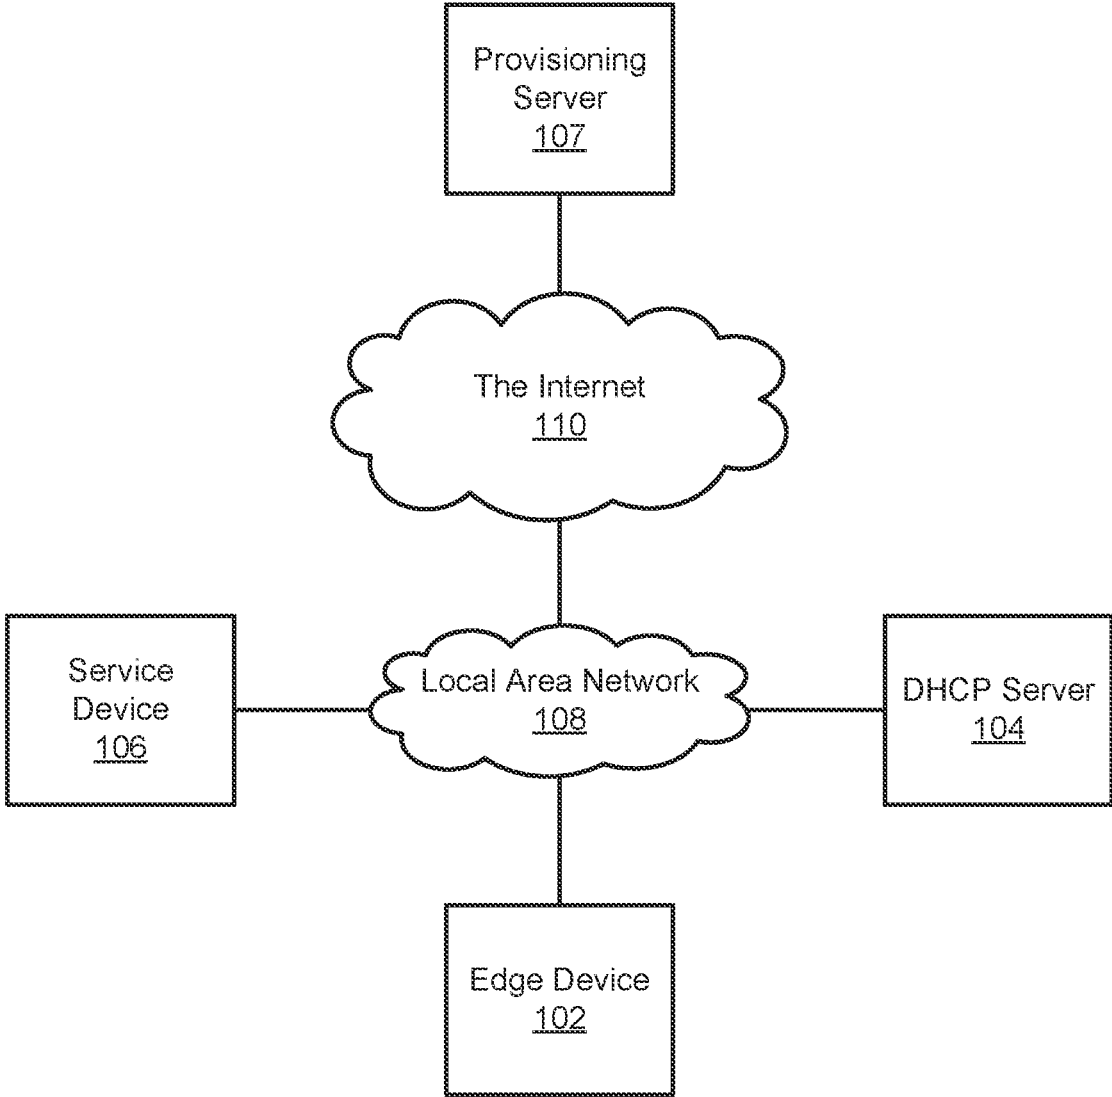 Provisioning
Server
107
The Internet
110
Service
Device
106
Local Area Network
108
DHCP Server
104
Edge Device
102